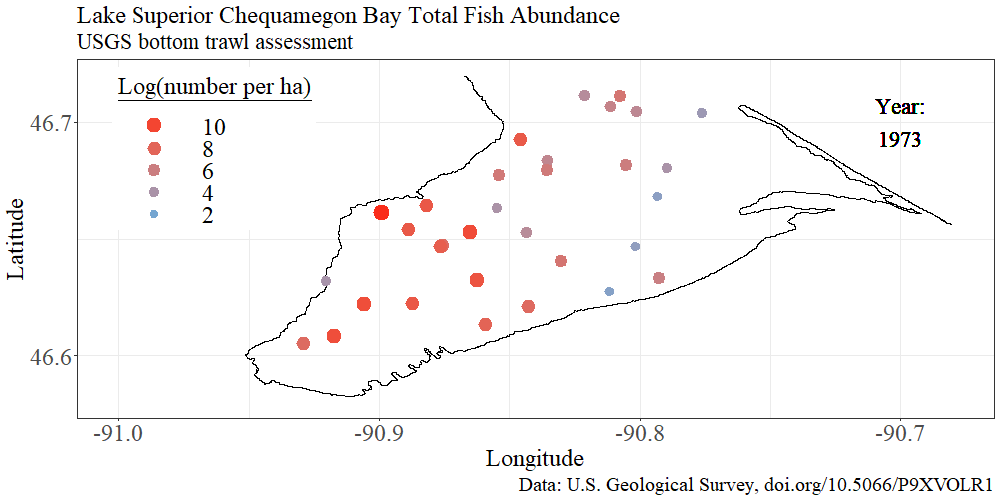 Lake Superior Chequamegon Bay Total Fish Abundance
USGS bottom trawl assessment
Log(number per ha)
10
8
6
4
2
Year:
1973
46.7
46.6
Latitude
-91.0 -90.9 -90.8 -90.7
Longitude
Data: U.S. Geological Survey, doi.org/10.5066/P9XVOLR1